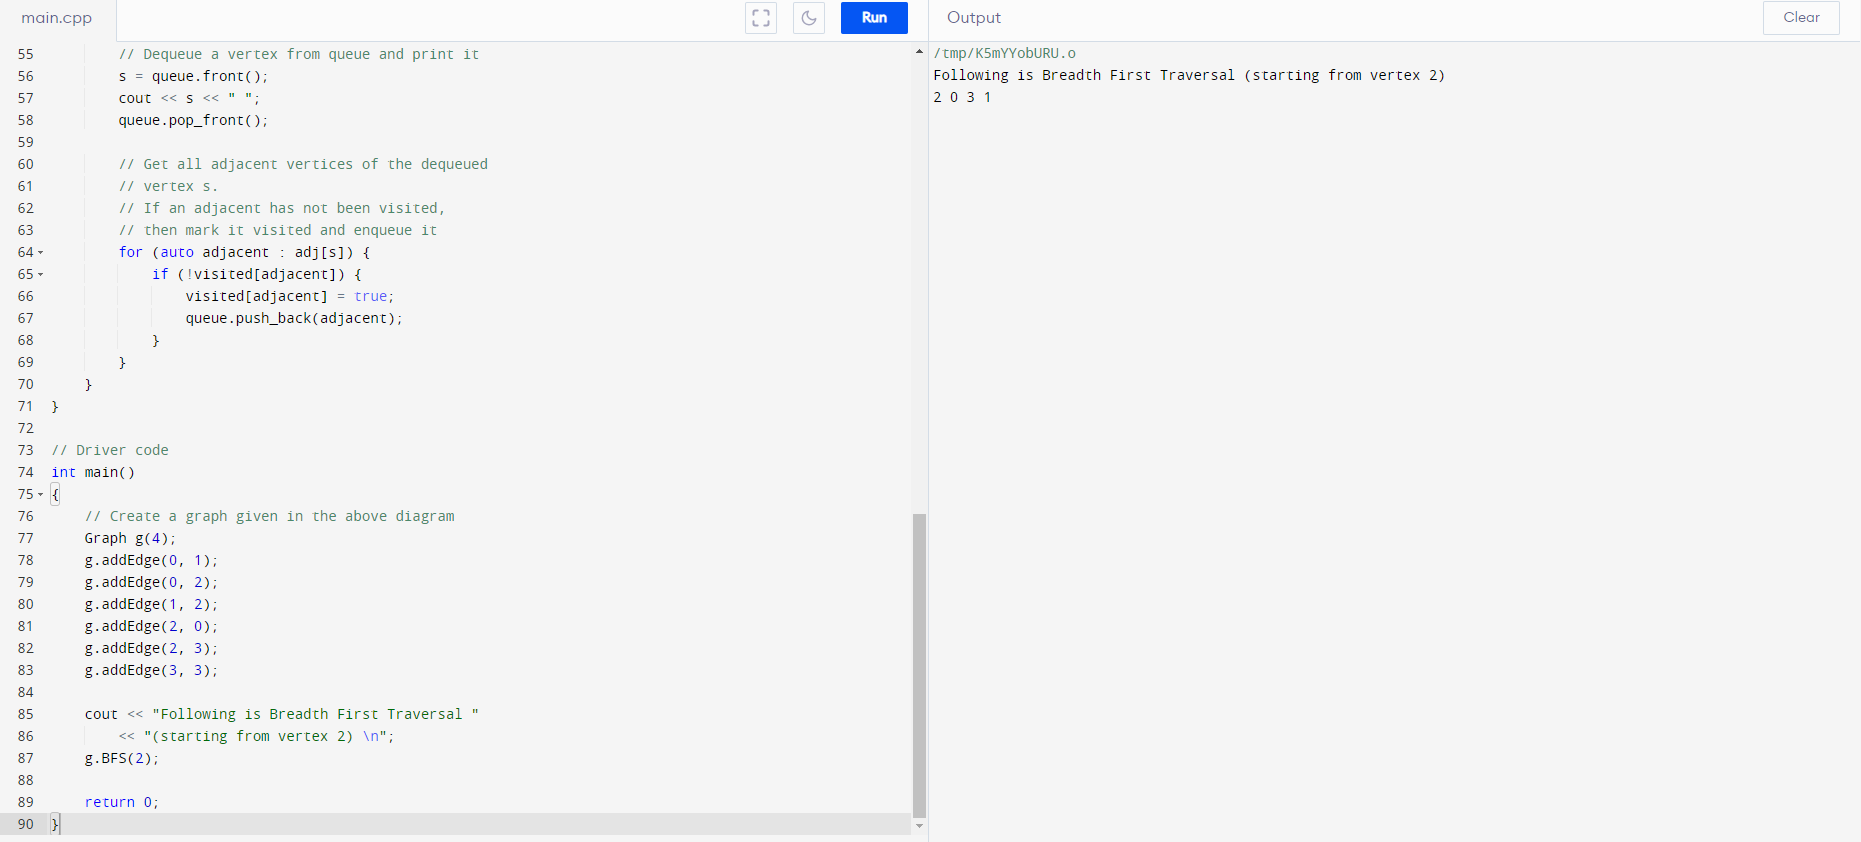 main.cpp
Run
55 // Dequeue a vertex from queue and print it
56 s = queue.front();
57 cout << s << " ";
58 queue.pop_front();
59
60 // Get all adjacent vertices of the dequeued
61 // vertex s.
62 // If an adjacent has not been visited,
63 // then mark it visited and enqueue it
64 for (auto adjacent : adj[s]) {
65 if (!visited[adjacent]) {
66 visited[adjacent] = true;
67 queue.push_back(adjacent);
68 }
69 }
70 }
71 }
72
73 // Driver code
74 int main()
75 {
76 // Create a graph given in the above diagram
77 Graph g(4);
78 g.addEdge(0, 1);
79 g.addEdge(0, 2);
80 g.addEdge(1, 2);
81 g.addEdge(2, 0);
82 g.addEdge(2, 3);
83 g.addEdge(3, 3);
84
85 cout << "Following is Breadth First Traversal "
86 << "(starting from vertex 2) \n";
87 g.BFS(2);
88
89 return 0;
90 }
Output
Clear
/tmp/K5mYYobURU.o
Following is Breadth First Traversal (starting from vertex 2)
2 0 3 1